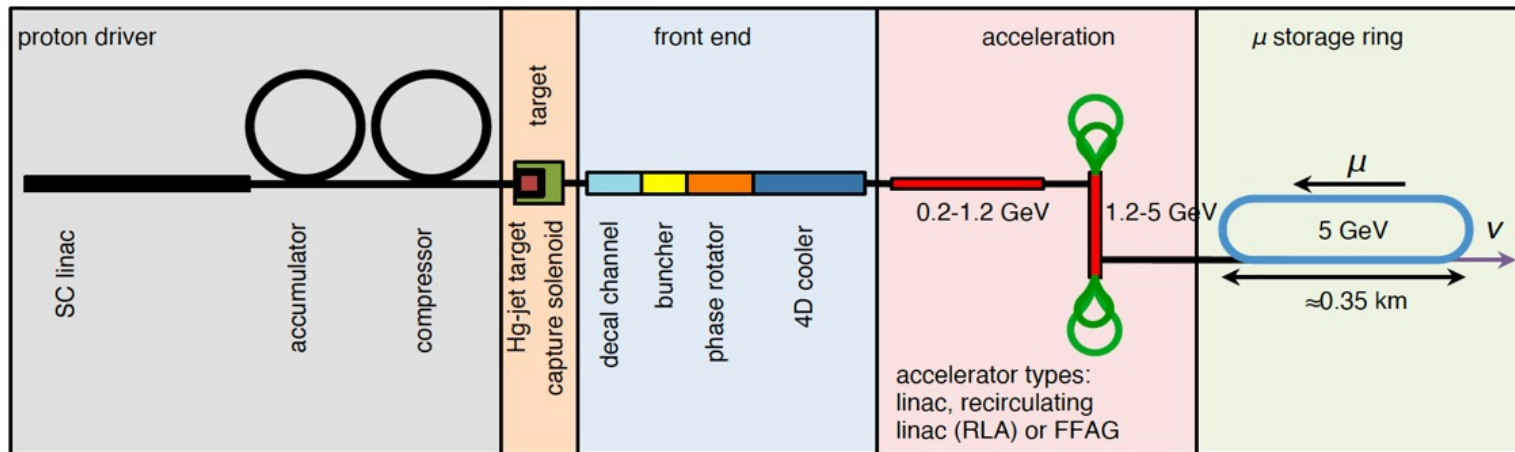 proton driver
SC linac
accumulator
compressor
target
Hg-jet target
capture solenoid
front end
decal channel
buncher
phase rotator
4D cooler
acceleration
0.2-1.2 GeV
1.2-5 GeV
accelerator types:
linac, recirculating
linac (RLA) or FFAG
μ storage ring
μ
5 GeV
ν
≈0.35 km